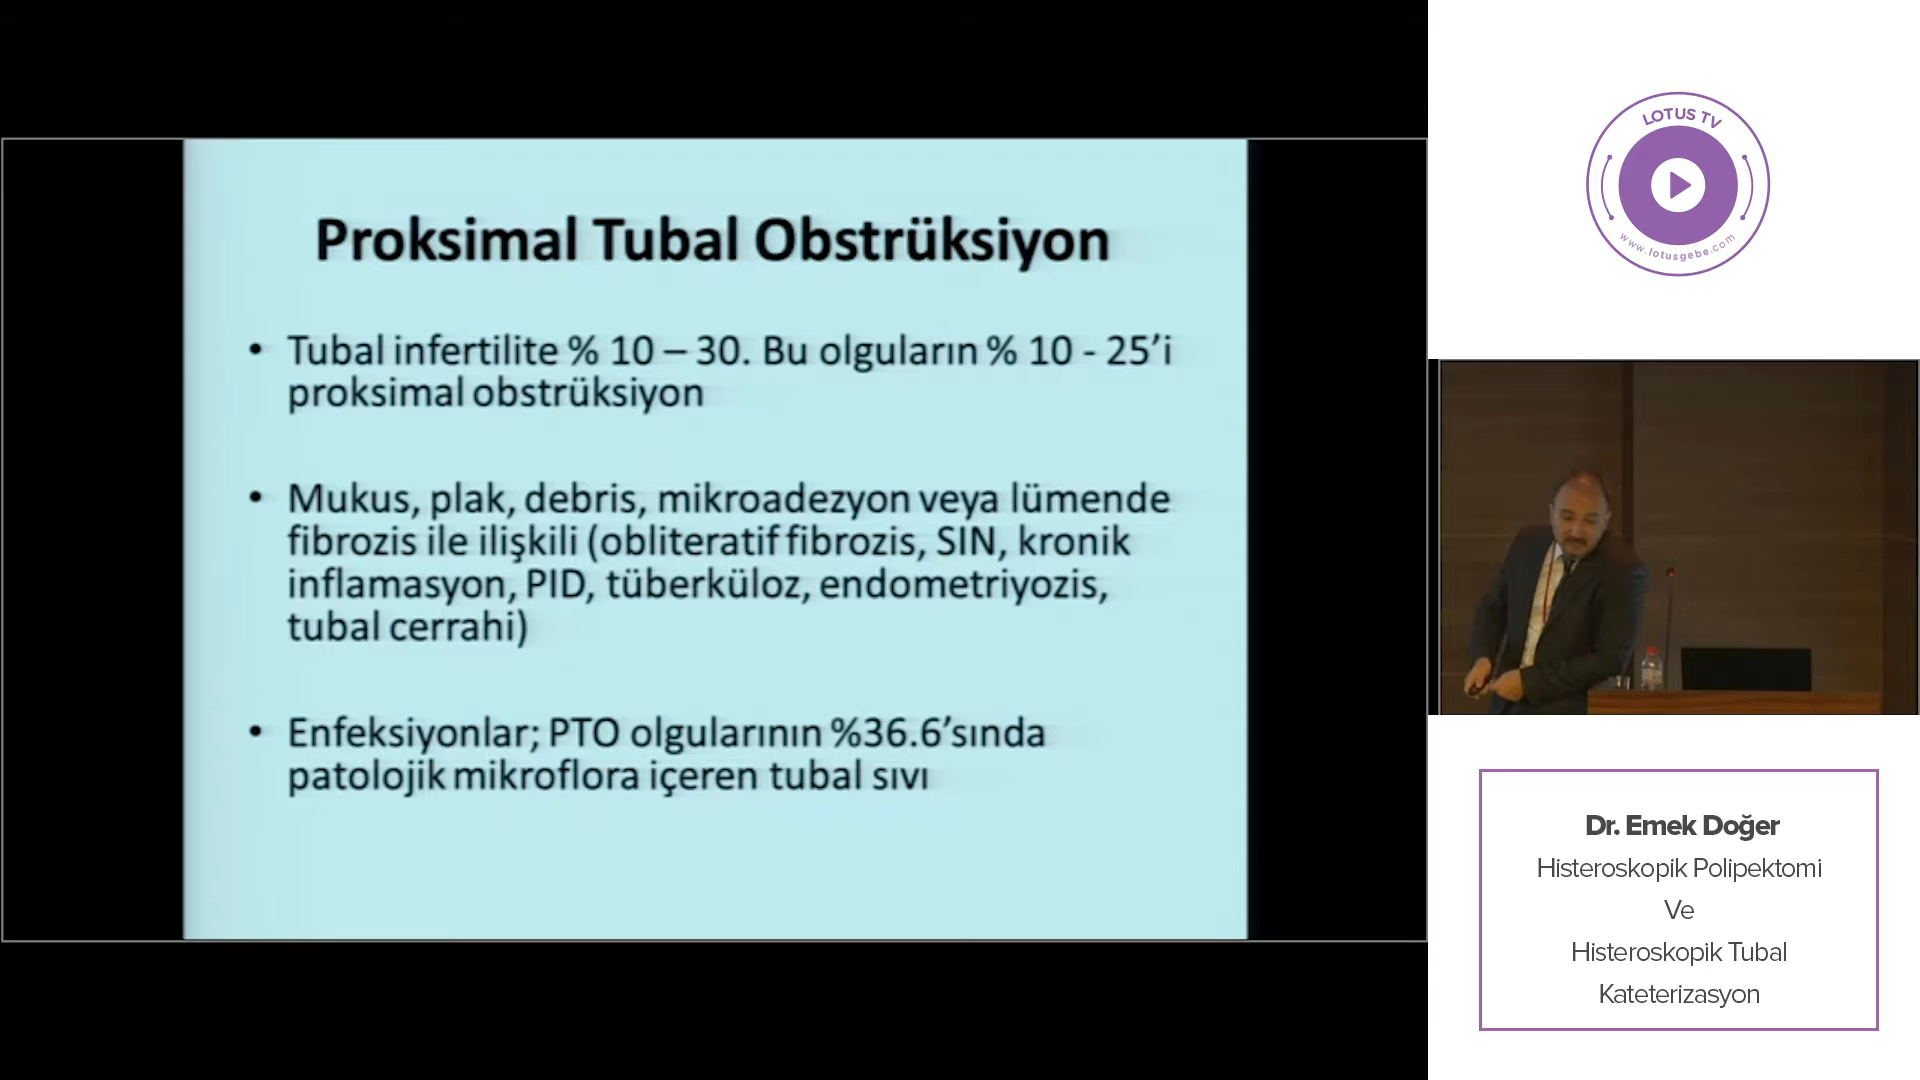 Proksimal Tubal Obstrüksiyon
• Tubal infertilite % 10 – 30. Bu olguların % 10 - 25’i
proksimal obstrüksiyon
• Mukus, plak, debris, mikroadezyon veya lümende
fibrozis ile ilişkili (obliteratif fibrozis, SIN, kronik
inflamasyon, PID, tüberküloz, endometriyozis,
tubal cerrahi)
• Enfeksiyonlar; PTO olgularının %36.6’sında
patolojik mikroflora içeren tubal sıvı
LOTUS TV
www.lotusgebe.com
Dr. Emek Doğer
Histeroskopik Polipektomi
Ve
Histeroskopik Tubal
Kateterizasyon